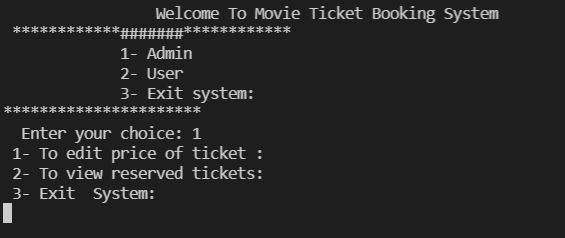 Welcome To Movie Ticket Booking System
************#######************
1- Admin
2- User
3- Exit system:
**********************
Enter your choice: 1
1- To edit price of ticket :
2- To view reserved tickets:
3- Exit  System: